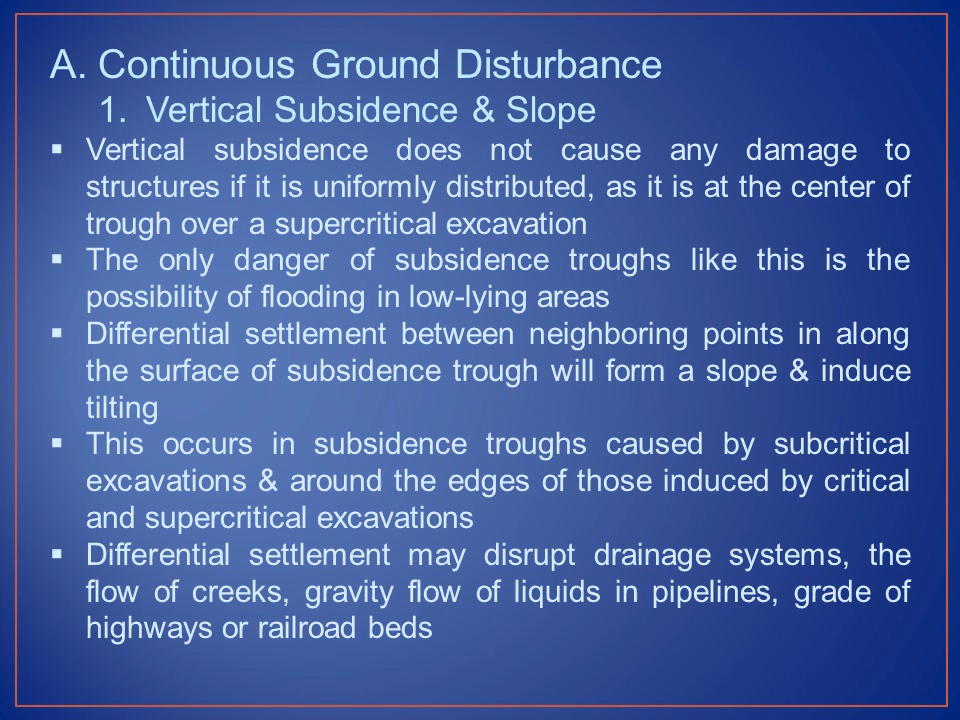 A. Continuous Ground Disturbance
1. Vertical Subsidence & Slope
▪ Vertical subsidence does not cause any damage to
structures if it is uniformly distributed, as it is at the center of
trough over a supercritical excavation
▪ The only danger of subsidence troughs like this is the
possibility of flooding in low-lying areas
▪ Differential settlement between neighboring points in along
the surface of subsidence trough will form a slope & induce
tilting
▪ This occurs in subsidence troughs caused by subcritical
excavations & around the edges of those induced by critical
and supercritical excavations
▪ Differential settlement may disrupt drainage systems, the
flow of creeks, gravity flow of liquids in pipelines, grade of
highways or railroad beds